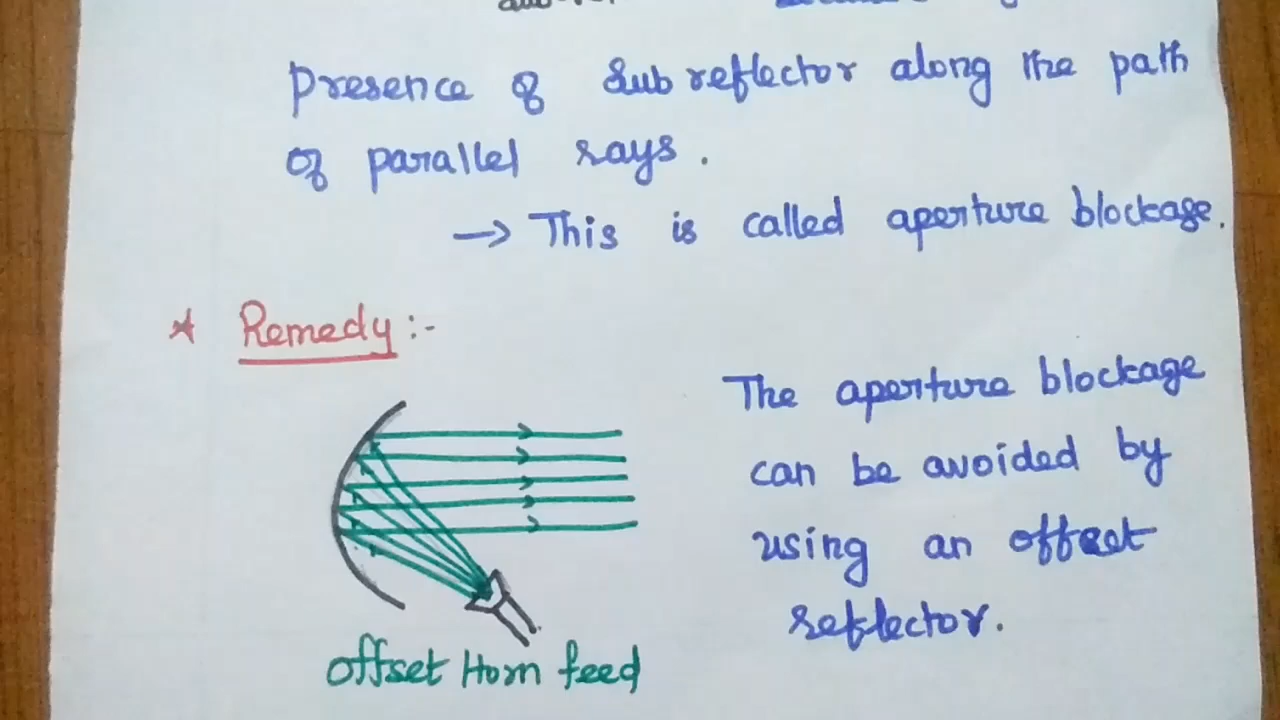 presence of Sub reflector along the path
of parallel rays.
→ This is called aperture blockage.
* Remedy:-
The aperture blockage
can be avoided by
using an offset
reflector.
offset Horn feed